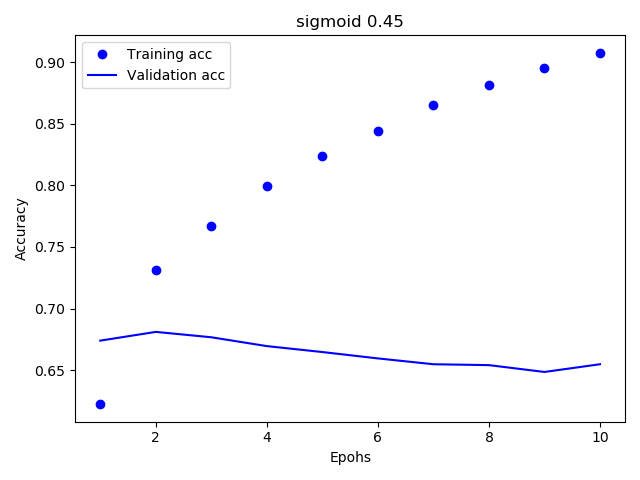 sigmoid 0.45
Training acc
Validation acc
0.90
0.85
0.80
0.75
0.70
0.65
Accuracy
2 4 6 8 10
Epohs